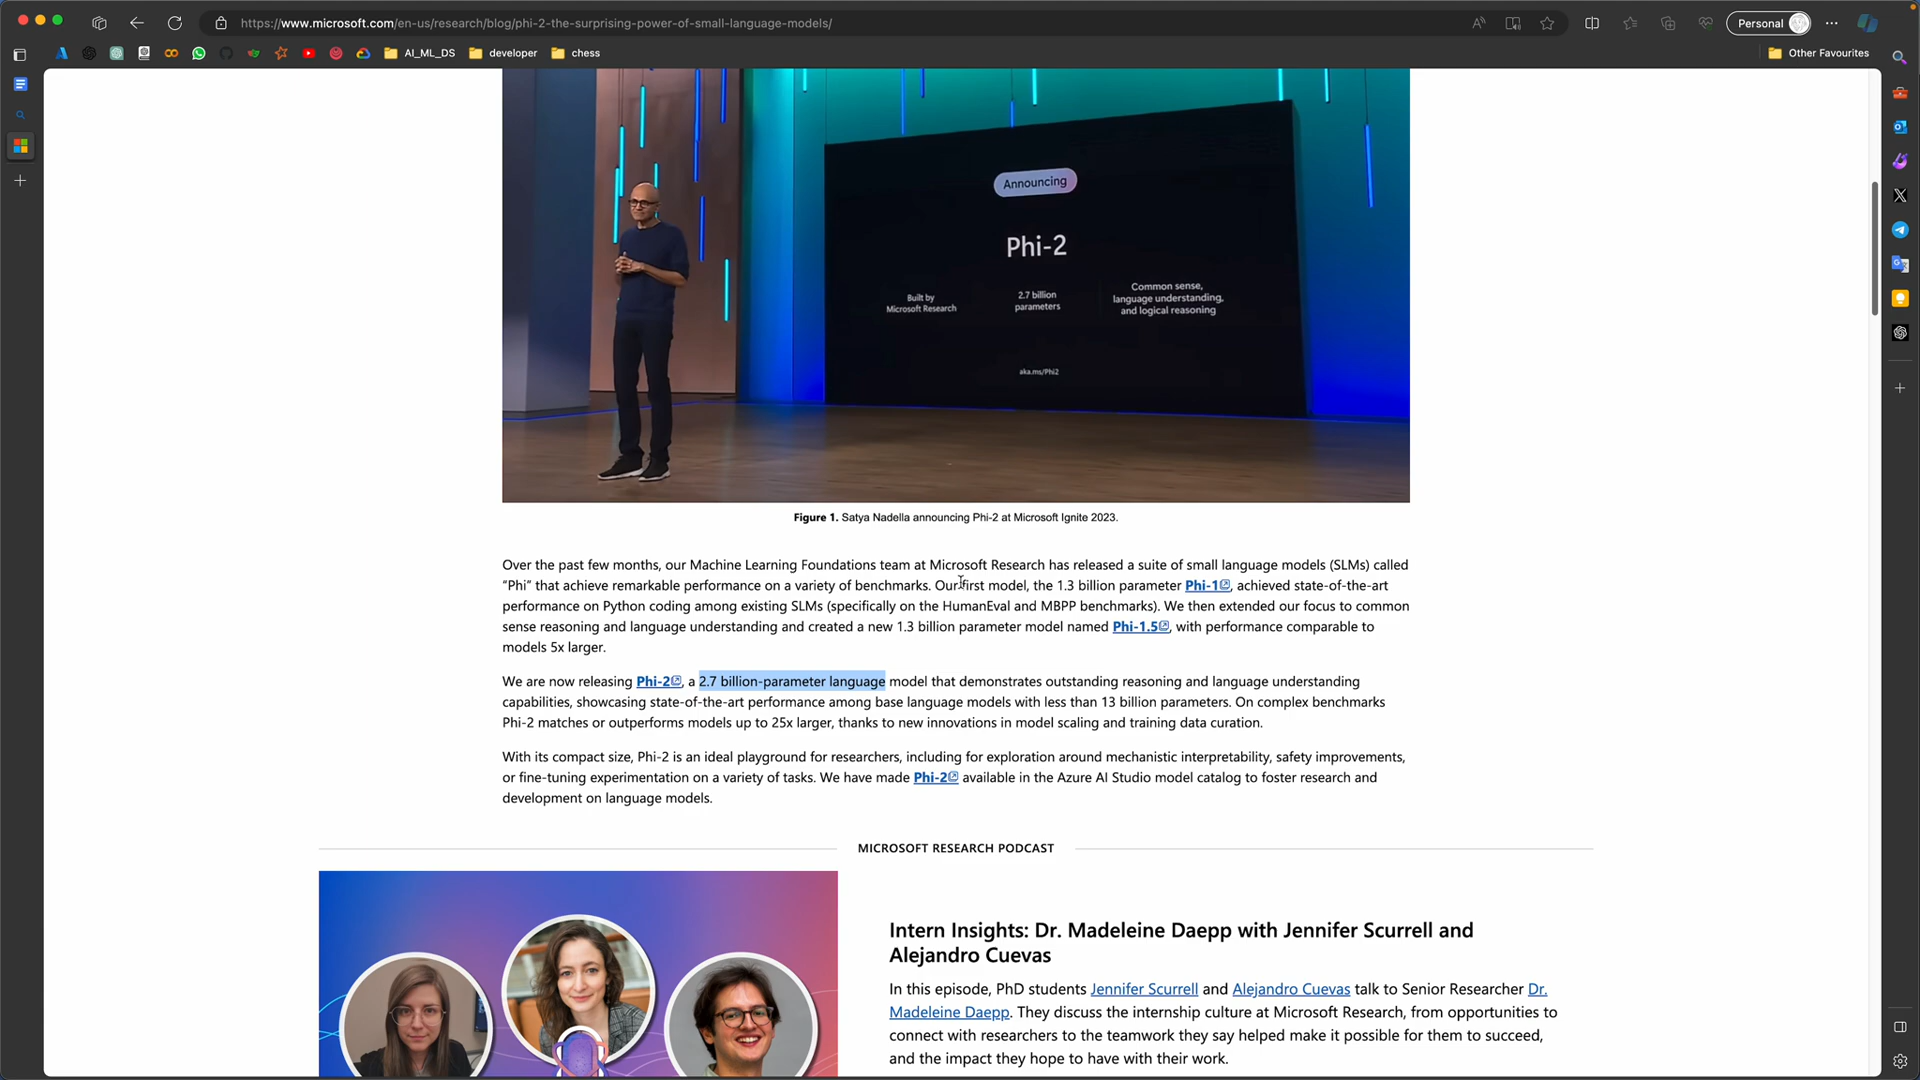 https://www.microsoft.com/en-us/research/blog/phi-2-the-surprising-power-of-small-language-models/
Personal
AI_ML_DS
developer
chess
Other Favourites
Announcing
Phi-2
Built by
Microsoft Research
2.7 billion
parameters
Common sense,
language understanding,
and logical reasoning
aka.ms/Phi2
Figure 1. Satya Nadella announcing Phi-2 at Microsoft Ignite 2023.
Over the past few months, our Machine Learning Foundations team at Microsoft Research has released a suite of small language models (SLMs) called
“Phi” that achieve remarkable performance on a variety of benchmarks. Our first model, the 1.3 billion parameter Phi-1, achieved state-of-the-art
performance on Python coding among existing SLMs (specifically on the HumanEval and MBPP benchmarks). We then extended our focus to common
sense reasoning and language understanding and created a new 1.3 billion parameter model named Phi-1.5, with performance comparable to
models 5x larger.
We are now releasing Phi-2, a 2.7 billion-parameter language model that demonstrates outstanding reasoning and language understanding
capabilities, showcasing state-of-the-art performance among base language models with less than 13 billion parameters. On complex benchmarks
Phi-2 matches or outperforms models up to 25x larger, thanks to new innovations in model scaling and training data curation.
With its compact size, Phi-2 is an ideal playground for researchers, including for exploration around mechanistic interpretability, safety improvements,
or fine-tuning experimentation on a variety of tasks. We have made Phi-2 available in the Azure AI Studio model catalog to foster research and
development on language models.
MICROSOFT RESEARCH PODCAST
Intern Insights: Dr. Madeleine Daepp with Jennifer Scurrell and
Alejandro Cuevas
In this episode, PhD students Jennifer Scurrell and Alejandro Cuevas talk to Senior Researcher Dr.
Madeleine Daepp. They discuss the internship culture at Microsoft Research, from opportunities to
connect with researchers to the teamwork they say helped make it possible for them to succeed,
and the impact they hope to have with their work.